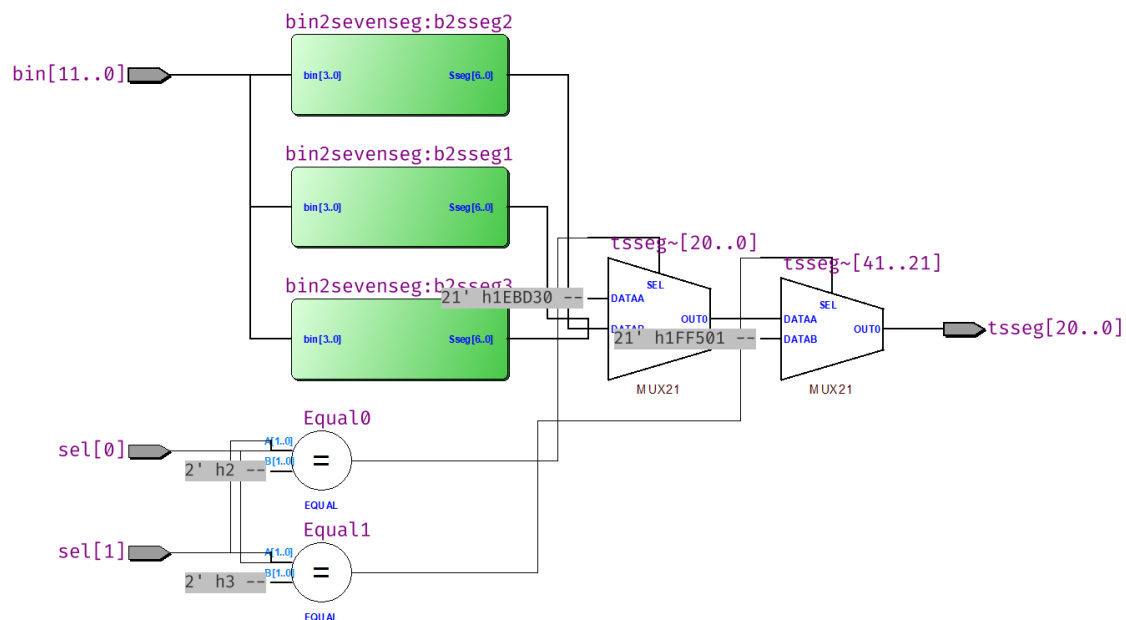 bin2sevenseg:b2sseg2
bin[11..0]
bin[3..0]
Sseg[6..0]
bin2sevenseg:b2sseg1
bin[3..0]
Sseg[6..0]
bin2sevenseg:b2sseg3
bin[3..0]
Sseg[6..0]
tsseg~[20..0]
SEL
21' h1EBD30 --
DATAA
DATAB
OUT0
MUX21
tsseg~[41..21]
SEL
DATAA
21' h1FF501 --
DATAB
OUT0
MUX21
tsseg[20..0]
Equal0
sel[0]
A[1..0]
2' h2 --
B[1..0]
=
EQUAL
Equal1
sel[1]
A[1..0]
2' h3 --
B[1..0]
=
EQUAL